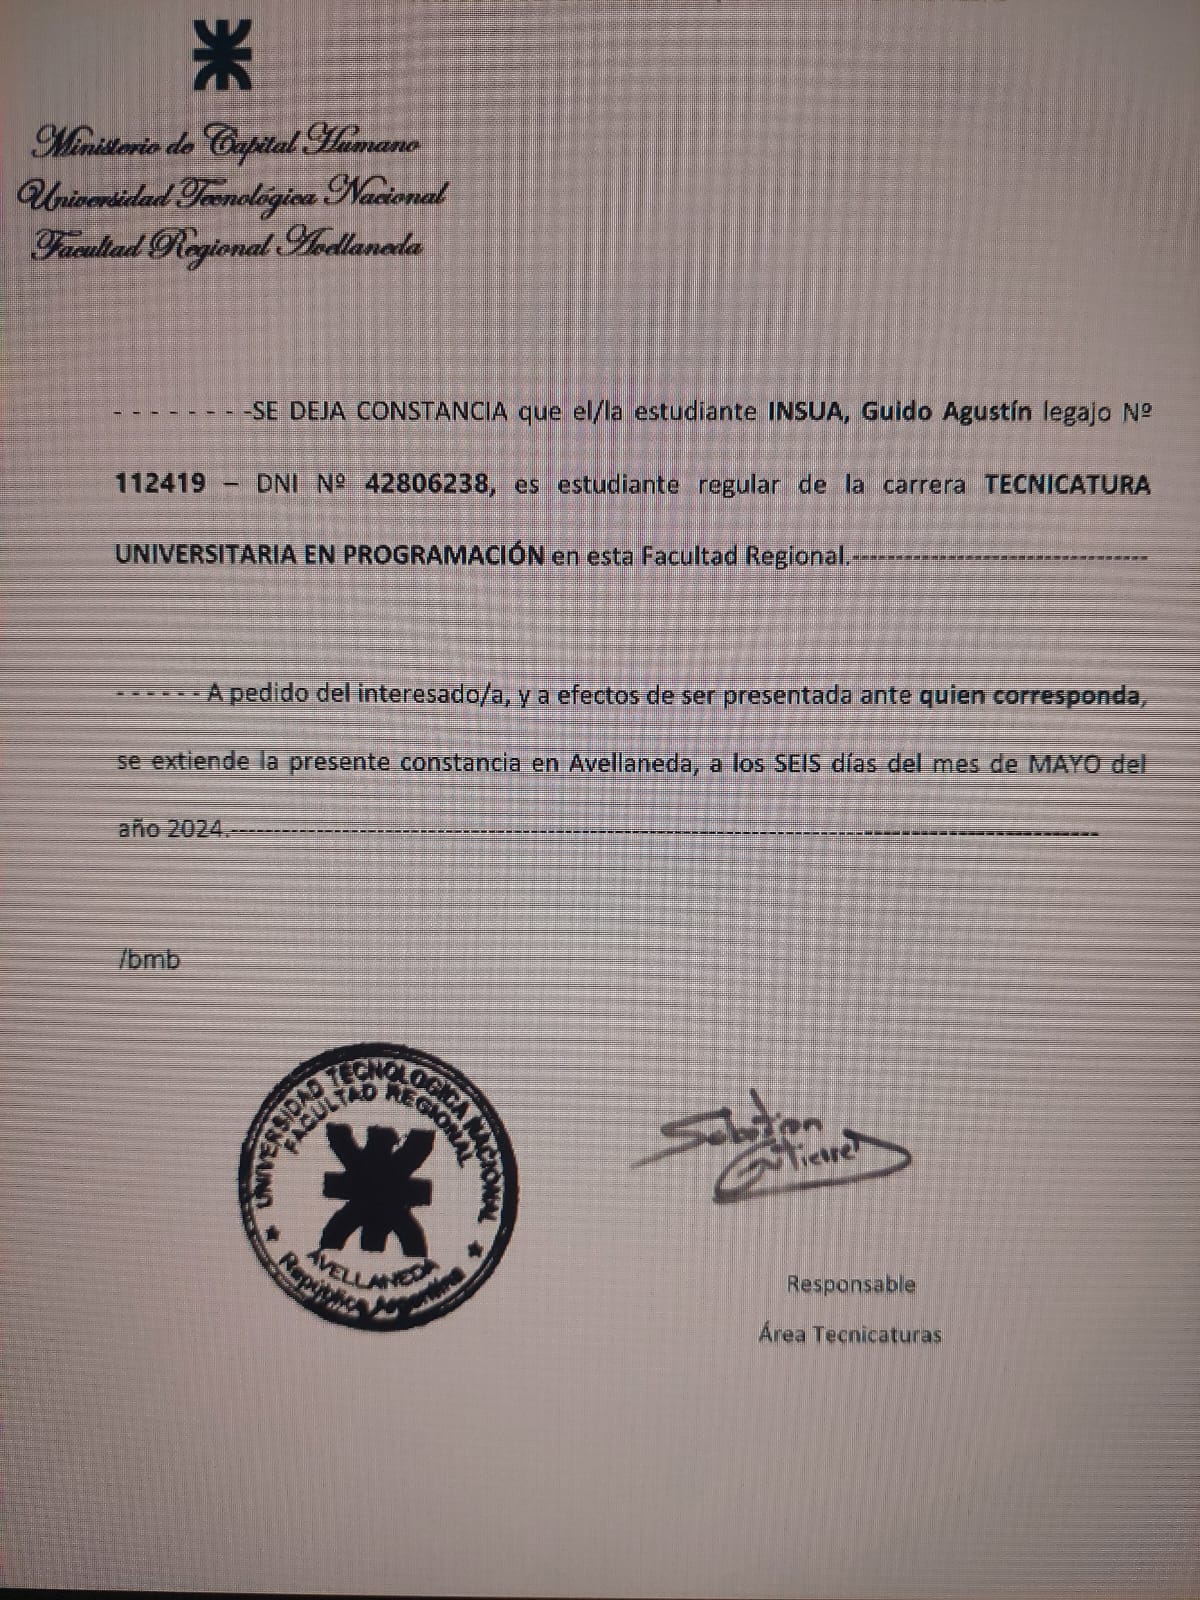 Ministerio de Capital Humano
Universidad Tecnológica Nacional
Facultad Regional Avellaneda
- - - - - - - -SE DEJA CONSTANCIA que el/la estudiante INSUA, Guido Agustín legajo Nº
112419 – DNI Nº 42806238, es estudiante regular de la carrera TECNICATURA
UNIVERSITARIA EN PROGRAMACIÓN en esta Facultad Regional.---------------------------------
- - - - - - A pedido del interesado/a, y a efectos de ser presentada ante quien corresponda,
se extiende la presente constancia en Avellaneda, a los SEIS días del mes de MAYO del
año 2024.---------------------------------------------------------------------------------------------------
/bmb
UNIVERSIDAD TECNOLOGICA NACIONAL
FACULTAD REGIONAL
AVELLANEDA
República Argentina
Sebastian
Gutierrez
Responsable
Área Tecnicaturas